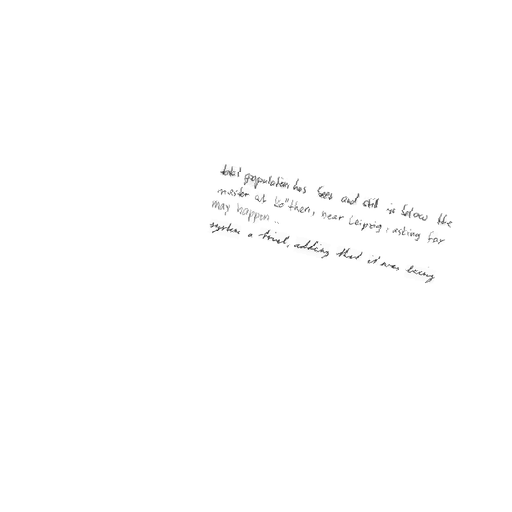 total population has been and still is below the
master at Ko"then, near Leipzig, asking for
may happen..
system a trial, adding that it was being